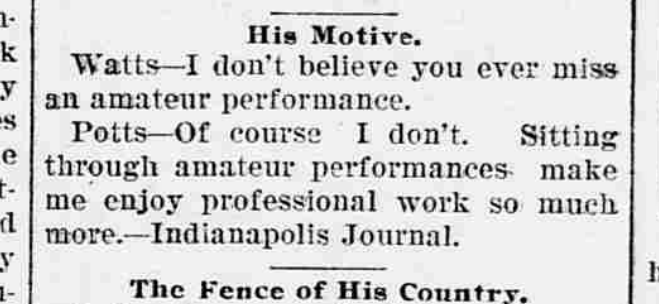 His Motive.
Watts—I don't believe you ever miss
an amateur performance.
Potts—Of course I don't. Sitting
through amateur performances make
me enjoy professional work so much
more.—Indianapolis Journal.
The Fence of His Country.